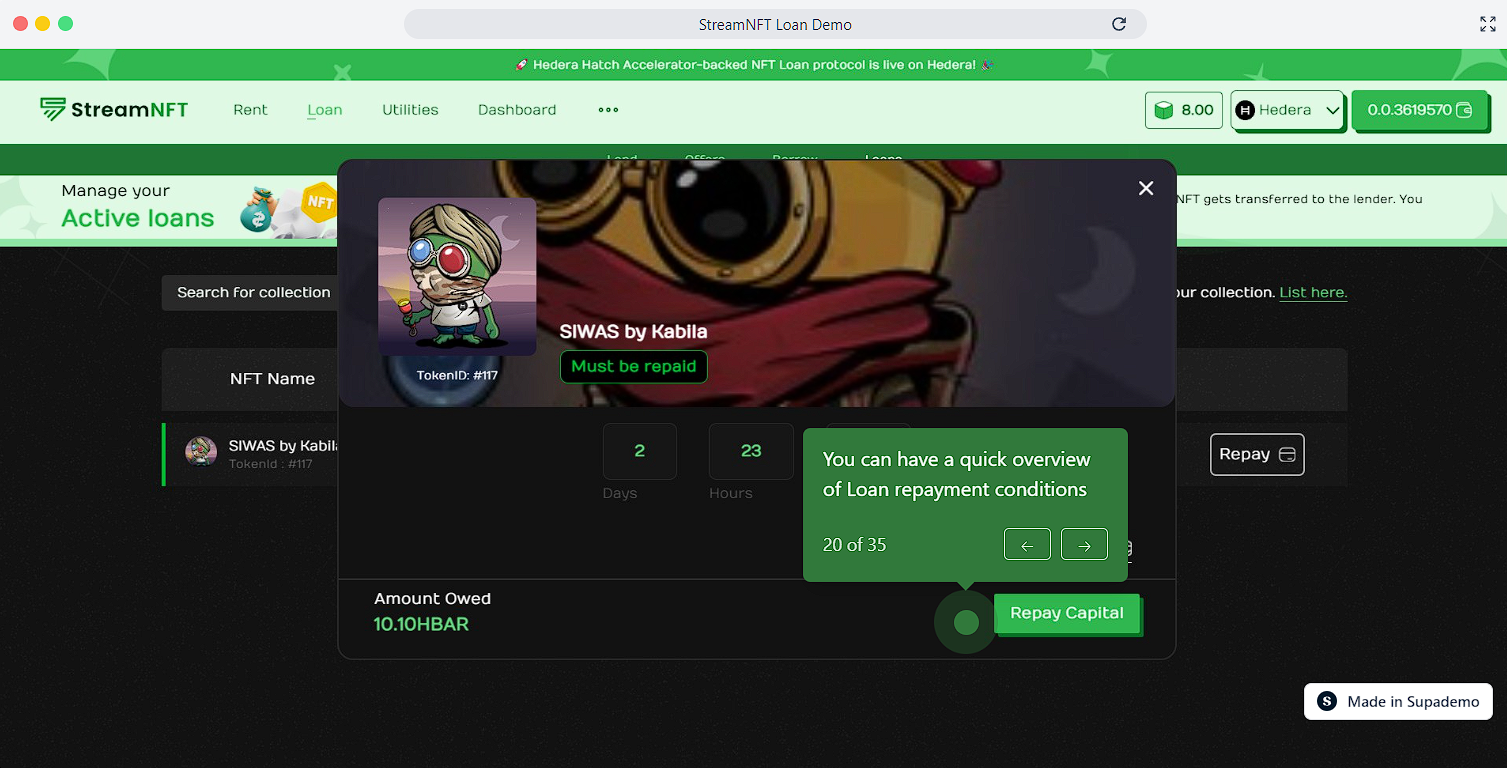 StreamNFT Loan Demo
🚀 Hedera Hatch Accelerator-backed NFT Loan protocol is live on Hedera! 🎉
StreamNFT Rent Loan Utilities Dashboard ••• 8.00 Hedera 0.0.3619570
Lend Offers Borrow Loans
Manage your
Active loans
NFT
NFT gets transferred to the lender. You
Search for collection
our collection. List here.
SIWAS by Kabila
Must be repaid
TokenID: #117
NFT Name
2 23
Days Hours
SIWAS by Kabila
TokenId : #117
Repay
You can have a quick overview
of Loan repayment conditions
20 of 35 ← →
Amount Owed
10.10HBAR
Repay Capital
S Made in Supademo